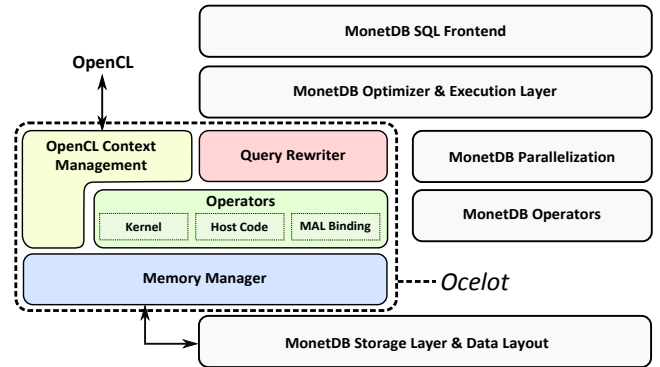 MonetDB SQL Frontend
OpenCL
MonetDB Optimizer & Execution Layer
OpenCL Context
Management
Query Rewriter
MonetDB Parallelization
Operators
Kernel
Host Code
MAL Binding
MonetDB Operators
Memory Manager
Ocelot
MonetDB Storage Layer & Data Layout